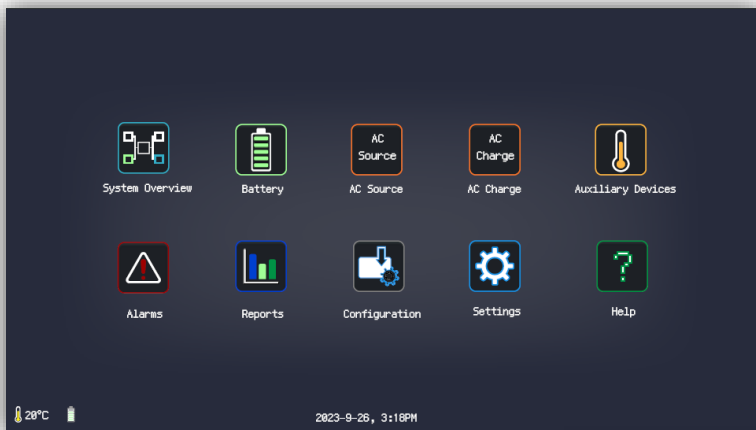 AC
Source
AC
Charge
System Overview
Battery
AC Source
AC Charge
Auxiliary Devices
!
?
Alarms
Reports
Configuration
Settings
Help
20°C
2023-9-26, 3:18PM